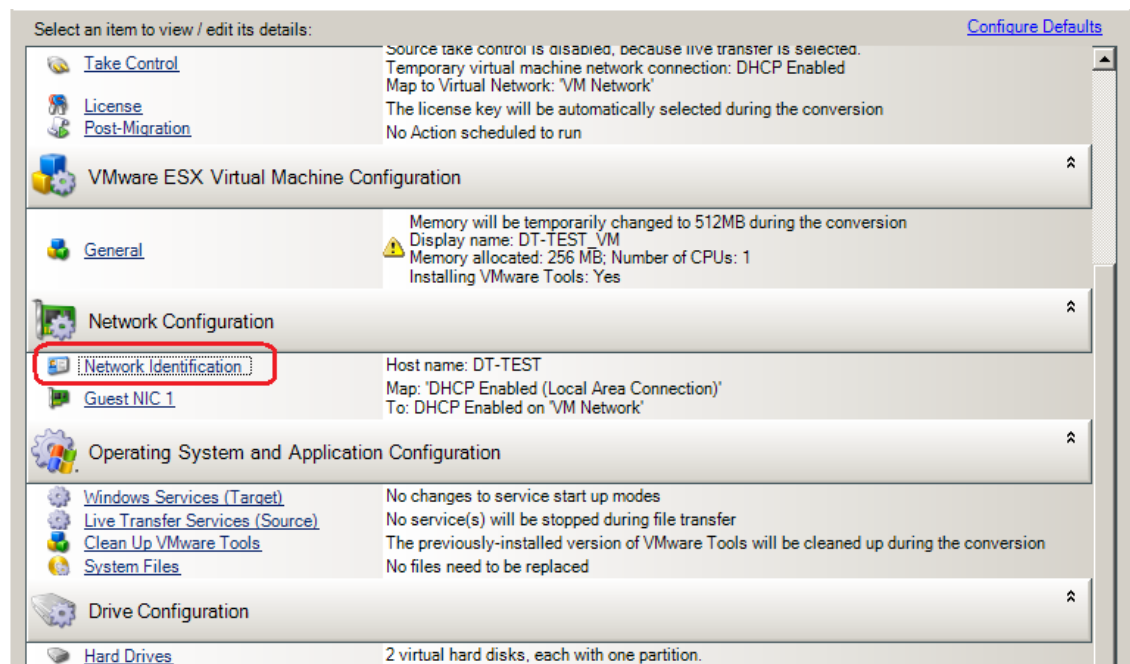 Select an item to view / edit its details:
Configure Defaults
Take Control
Source take control is disabled, because live transfer is selected.
Temporary virtual machine network connection: DHCP Enabled
Map to Virtual Network: 'VM Network'
License
The license key will be automatically selected during the conversion
Post-Migration
No Action scheduled to run
VMware ESX Virtual Machine Configuration
General
Memory will be temporarily changed to 512MB during the conversion
Display name: DT-TEST_VM
Memory allocated: 256 MB; Number of CPUs: 1
Installing VMware Tools: Yes
Network Configuration
Network Identification
Host name: DT-TEST
Guest NIC 1
Map: 'DHCP Enabled (Local Area Connection)'
To: DHCP Enabled on 'VM Network'
Operating System and Application Configuration
Windows Services (Target)
No changes to service start up modes
Live Transfer Services (Source)
No service(s) will be stopped during file transfer
Clean Up VMware Tools
The previously-installed version of VMware Tools will be cleaned up during the conversion
System Files
No files need to be replaced
Drive Configuration
Hard Drives
2 virtual hard disks, each with one partition.